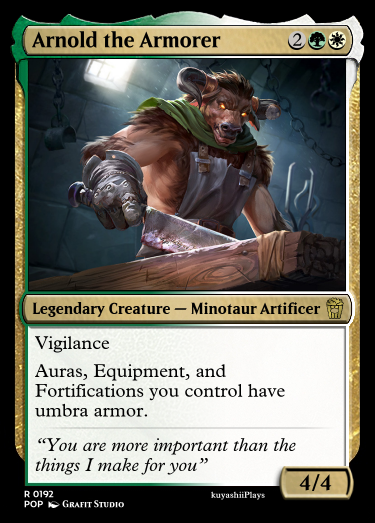 Arnold the Armorer 2
Legendary Creature — Minotaur Artificer
Vigilance
Auras, Equipment, and
Fortifications you control have
umbra armor.
“You are more important than the
things I make for you”
4/4
R 0192
POP Grafit Studio
kuyashiiPlays